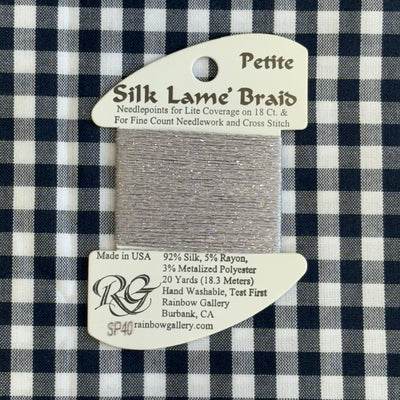 Petite
Silk Lamé Braid
Needlepoints for Lite Coverage on 18 Ct. &
For Fine Count Needlework and Cross Stitch
Made in USA
92% Silk, 5% Rayon,
3% Metalized Polyester
20 Yards (18.3 Meters)
Hand Washable, Test First
Rainbow Gallery
Burbank, CA
rainbowgallery.com
RG
SP40